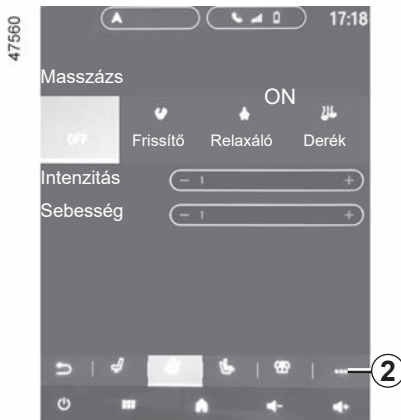 47560
17:18
Masszázs
ON
OFF
Frissítő Relaxáló Derék
Intenzitás
− 1 +
Sebesség
− 1 +
2